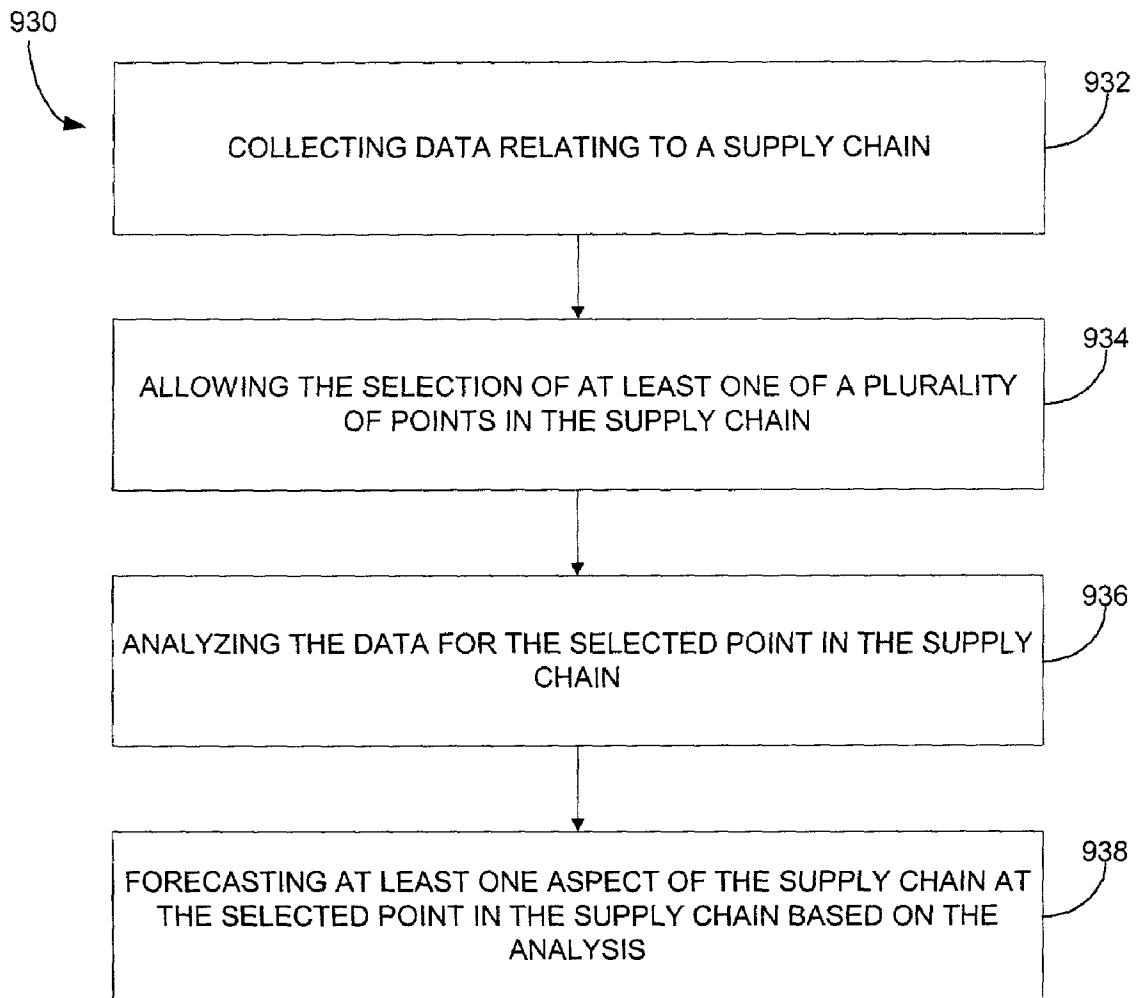 930
932
COLLECTING DATA RELATING TO A SUPPLY CHAIN
934
ALLOWING THE SELECTION OF AT LEAST ONE OF A PLURALITY
OF POINTS IN THE SUPPLY CHAIN
936
ANALYZING THE DATA FOR THE SELECTED POINT IN THE SUPPLY
CHAIN
938
FORECASTING AT LEAST ONE ASPECT OF THE SUPPLY CHAIN AT
THE SELECTED POINT IN THE SUPPLY CHAIN BASED ON THE
ANALYSIS